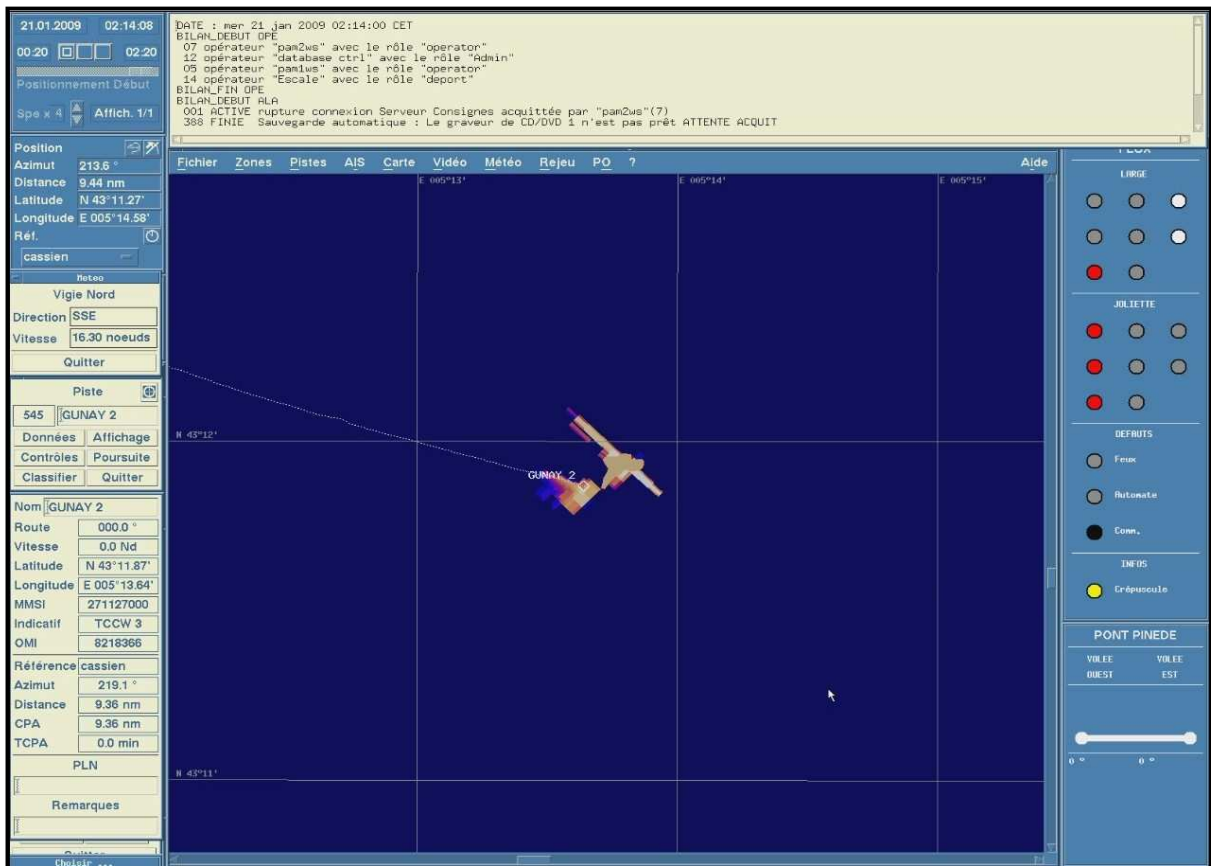 21.01.2009 02:14:08
00:20 02:20
Positionnement Début
Spe x 4 Affich. 1/1
DATE : mer 21 jan 2009 02:14:00 CET
BILAN_DEBUT OPE
07 opérateur "pam2ws" avec le rôle "operator"
12 opérateur "database ctrl" avec le rôle "Admin"
05 opérateur "pam1ws" avec le rôle "operator"
14 opérateur "Escale" avec le rôle "deport"
BILAN_FIN OPE
BILAN_DEBUT ALA
001 ACTIVE rupture connexion Serveur Consignes acquittée par "pam2ws"(7)
388 FINIE Sauvegarde automatique : Le graveur de CD/DVD 1 n'est pas prêt ATTENTE ACQUIT
Position
Azimut 213.6 °
Distance 9.44 nm
Latitude N 43°11.27'
Longitude E 005°14.58'
Réf.
cassien
Meteo
Vigie Nord
Direction SSE
Vitesse 16.30 noeuds
Quitter
Piste
545 GUNAY 2
Données Affichage
Contrôles Poursuite
Classifier Quitter
Nom GUNAY 2
Route 000.0 °
Vitesse 0.0 Nd
Latitude N 43°11.87'
Longitude E 005°13.64'
MMSI 271127000
Indicatif TCCW 3
OMI 8218366
Référence cassien
Azimut 219.1 °
Distance 9.36 nm
CPA 9.36 nm
TCPA 0.0 min
PLN
Remarques
Choisir ...
Fichier Zones Pistes AIS Carte Vidéo Météo Rejeu PO ? Aide
E 005°13' E 005°14' E 005°15'
N 43°12'
GUNAY 2
N 43°11'
LARGE
JOLIETTE
DEFAUTS
Feux
Automate
Comm.
INFOS
Crépuscule
PONT PINEDE
VOLEE OUEST
VOLEE EST
0 ° 0 °